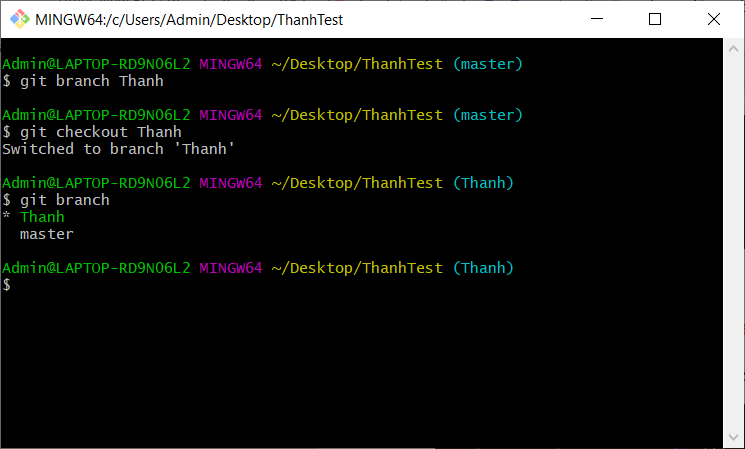 MINGW64:/c/Users/Admin/Desktop/ThanhTest
Admin@LAPTOP-RD9NO6L2 MINGW64 ~/Desktop/ThanhTest (master)
$ git branch Thanh
Admin@LAPTOP-RD9NO6L2 MINGW64 ~/Desktop/ThanhTest (master)
$ git checkout Thanh
Switched to branch 'Thanh'
Admin@LAPTOP-RD9NO6L2 MINGW64 ~/Desktop/ThanhTest (Thanh)
$ git branch
* Thanh
  master
Admin@LAPTOP-RD9NO6L2 MINGW64 ~/Desktop/ThanhTest (Thanh)
$